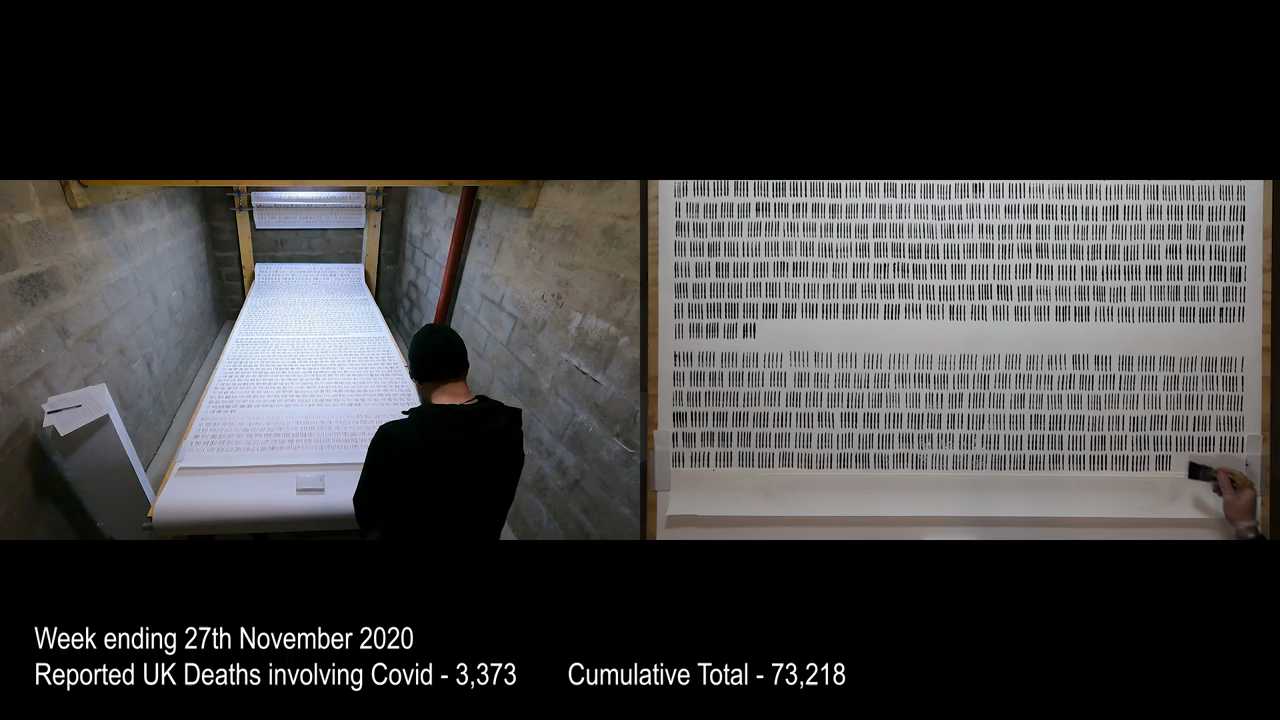 Week ending 27th November 2020
Reported UK Deaths involving Covid - 3,373 Cumulative Total - 73,218